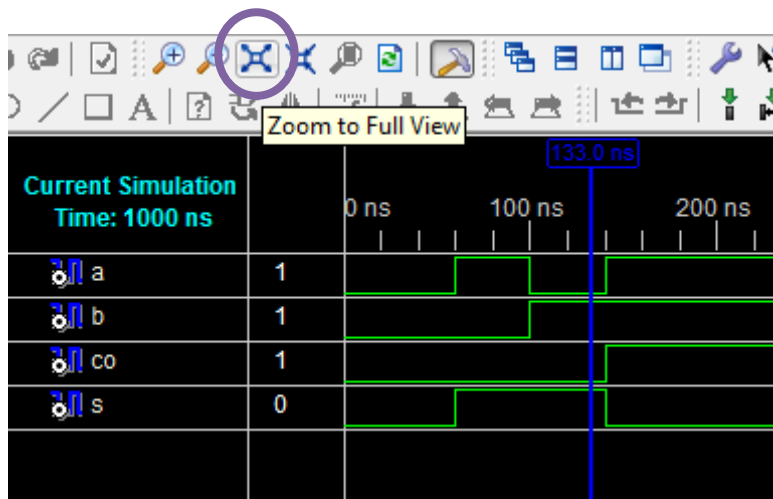 A
Zoom to Full View
133.0 ns
Current Simulation
Time: 1000 ns
0 ns 100 ns 200 ns
a 1
b 1
co 1
s 0